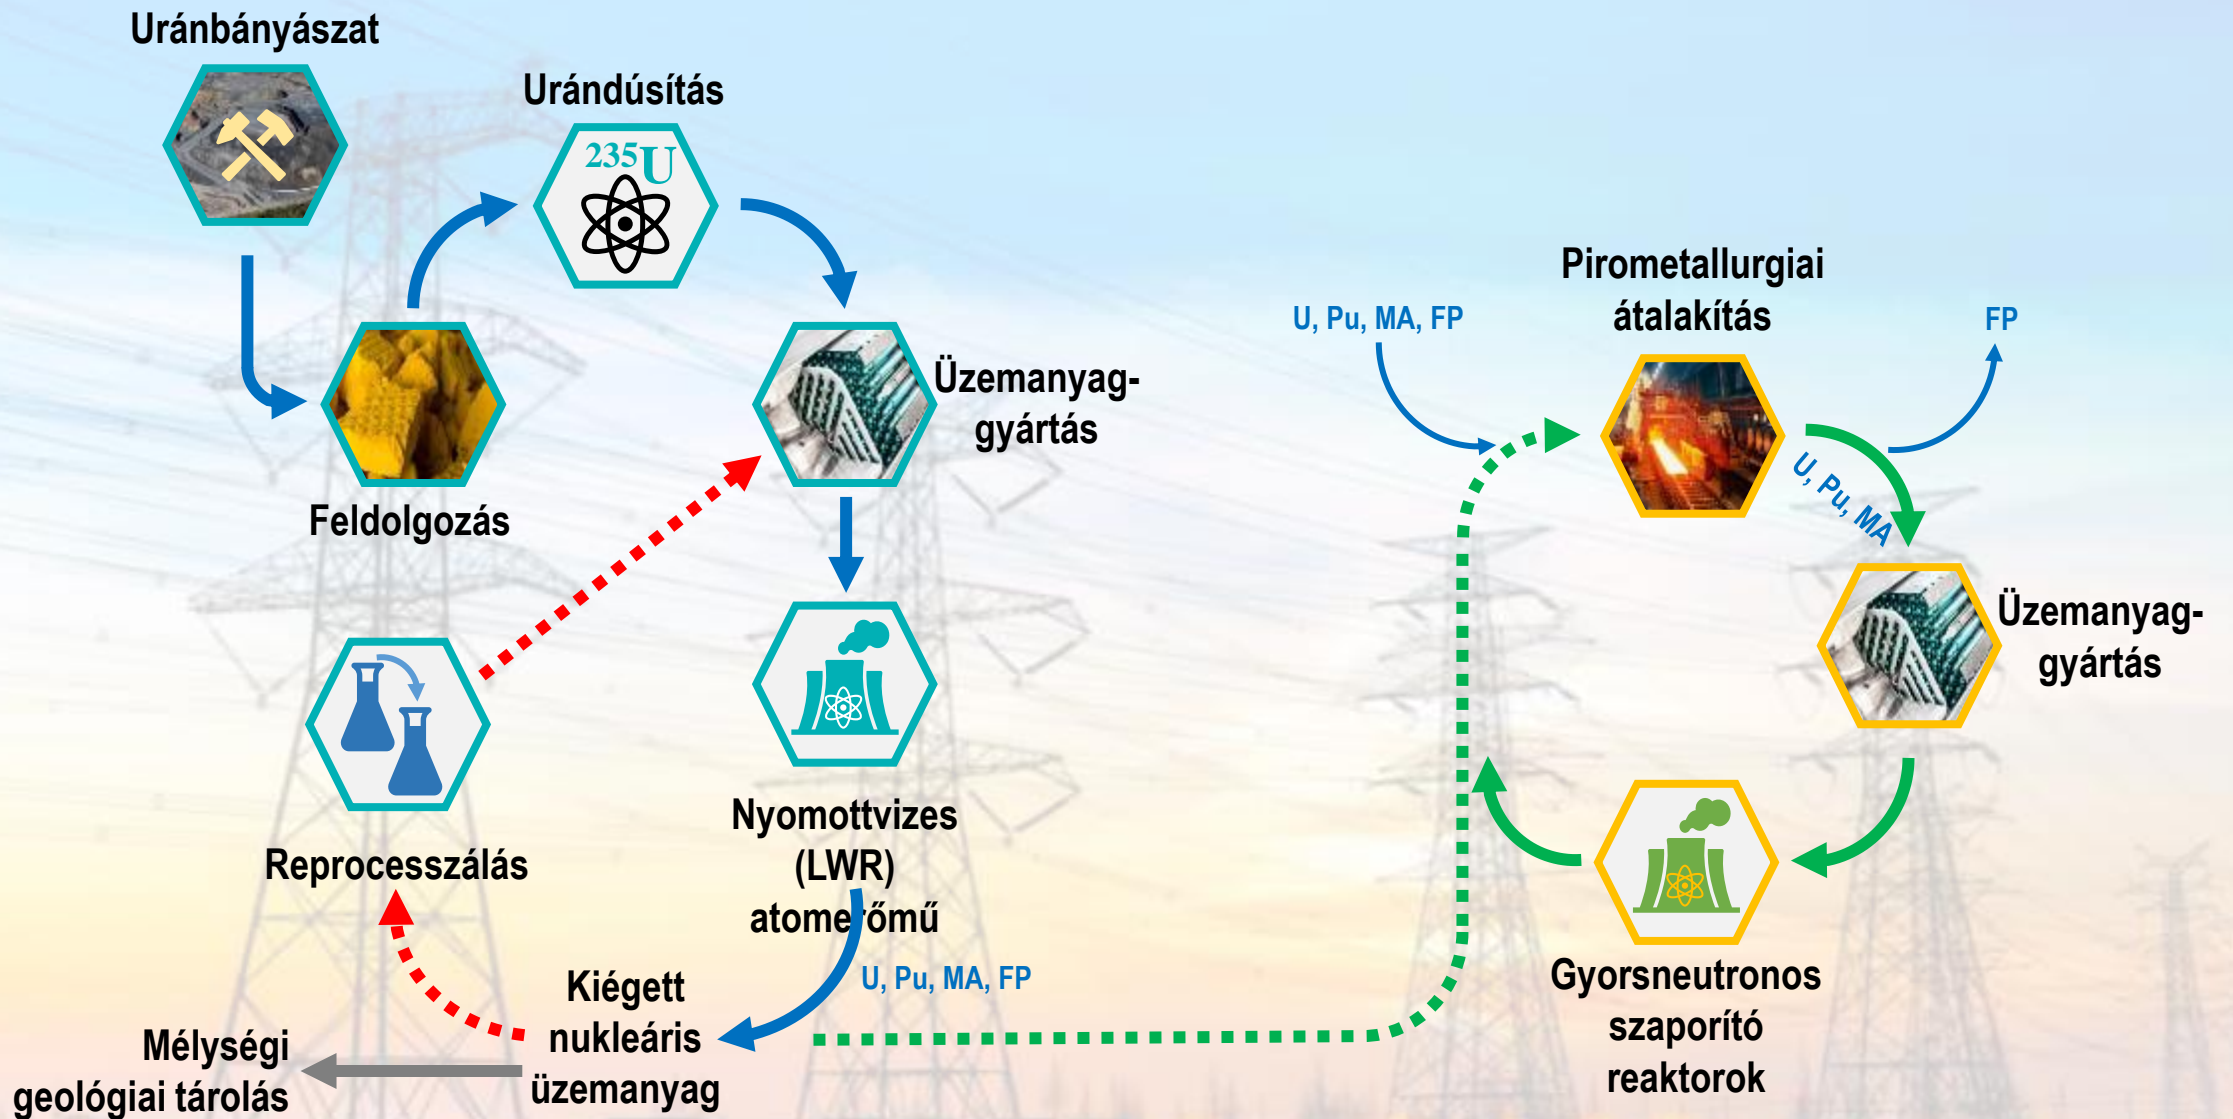 Uránbányászat
Urándúsítás
235U
Feldolgozás
Üzemanyag-
gyártás
Reprocesszálás
Nyomottvizes
(LWR)
atomerőmű
U, Pu, MA, FP
Kiégett
nukleáris
üzemanyag
Mélységi
geológiai tárolás
Pirometallurgiai
átalakítás
U, Pu, MA, FP
FP
U, Pu, MA
Üzemanyag-
gyártás
Gyorsneutronos
szaporító
reaktorok